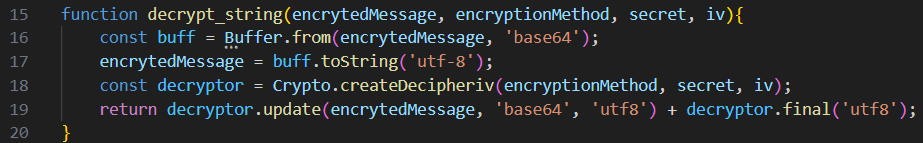 15 function decrypt_string(encrytedMessage, encryptionMethod, secret, iv){
16     const buff = Buffer.from(encrytedMessage, 'base64');
17     encrytedMessage = buff.toString('utf-8');
18     const decryptor = Crypto.createDecipheriv(encryptionMethod, secret, iv);
19     return decryptor.update(encrytedMessage, 'base64', 'utf8') + decryptor.final('utf8');
20 }